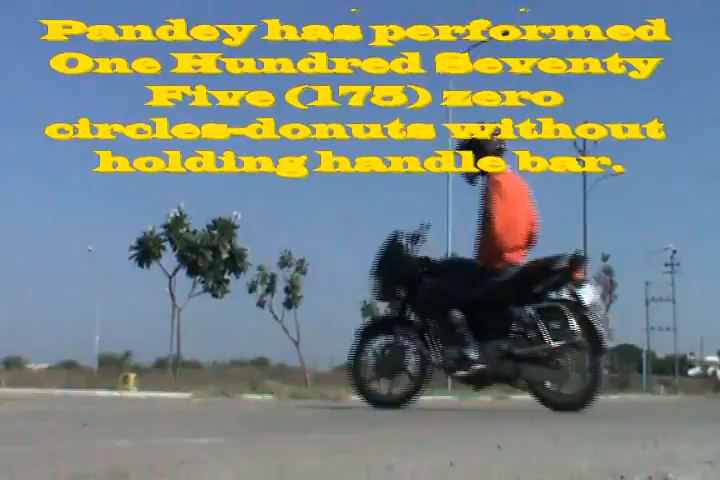 Pandey has performed
One Hundred Seventy
Five (175) zero
circles-donuts without
holding handle bar.